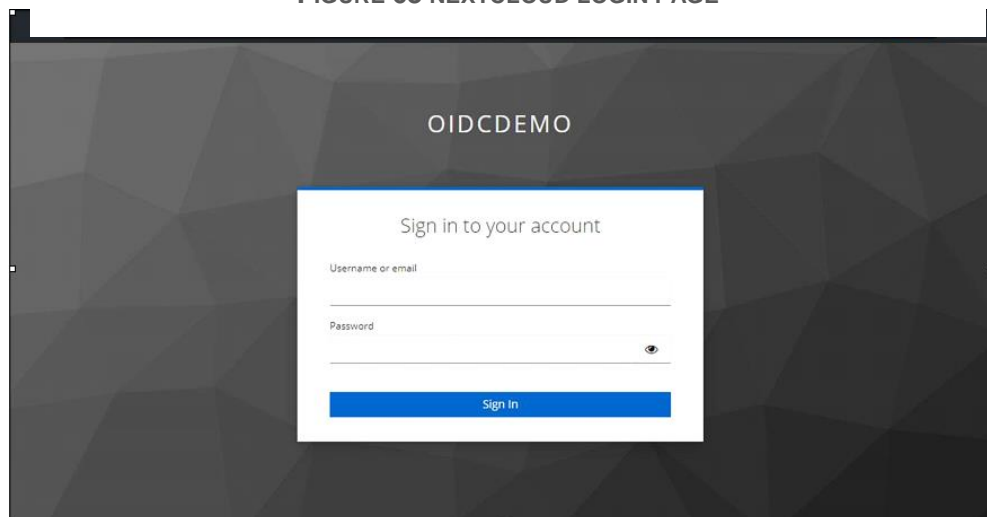 OIDCDEMO
Sign in to your account
Username or email
Password
Sign In